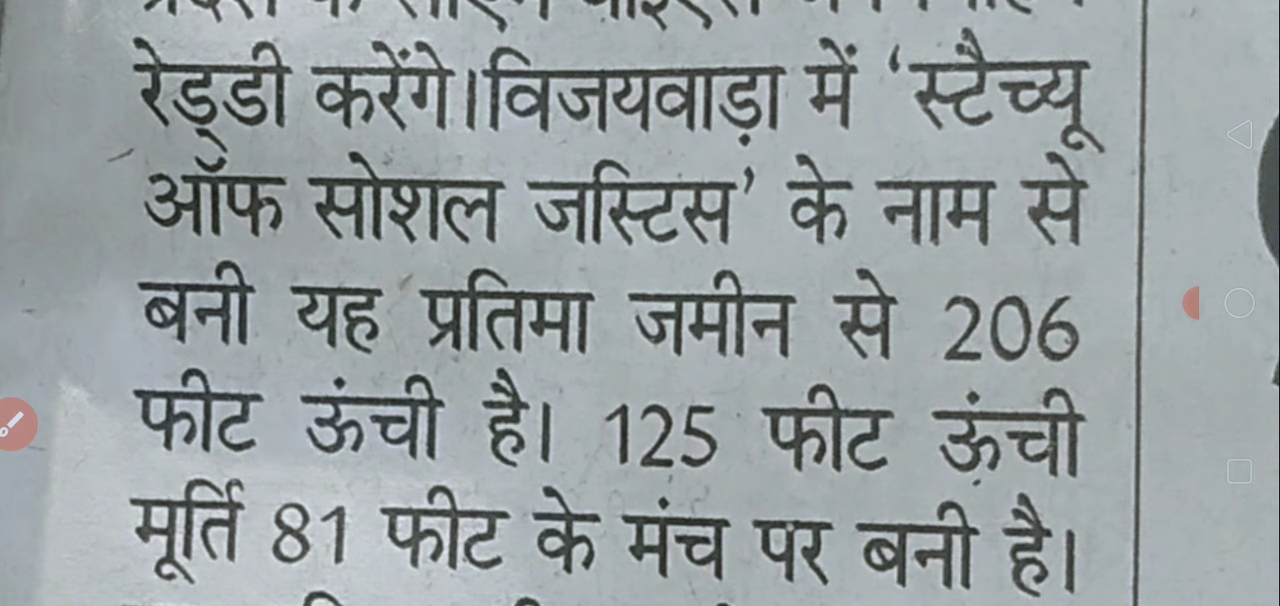 रेड्डी करेंगे।विजयवाड़ा में ‘स्टैच्यू
ऑफ सोशल जस्टिस’ के नाम से
बनी यह प्रतिमा जमीन से 206
फीट ऊंची है। 125 फीट ऊंची
मूर्ति 81 फीट के मंच पर बनी है।